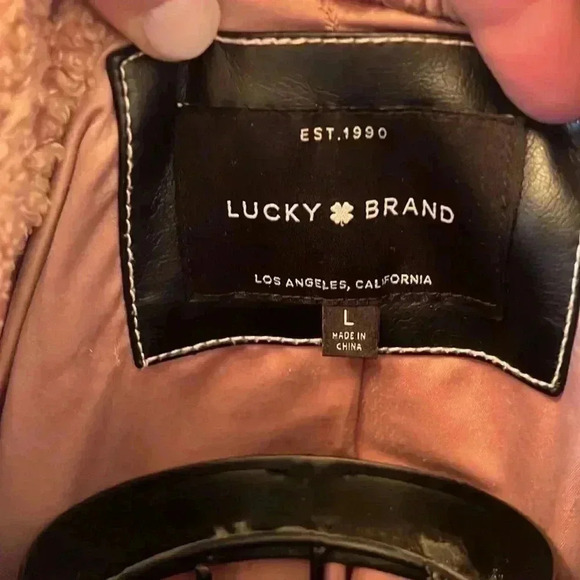 EST.1990
LUCKY BRAND
LOS ANGELES, CALIFORNIA
L
MADE IN
CHINA